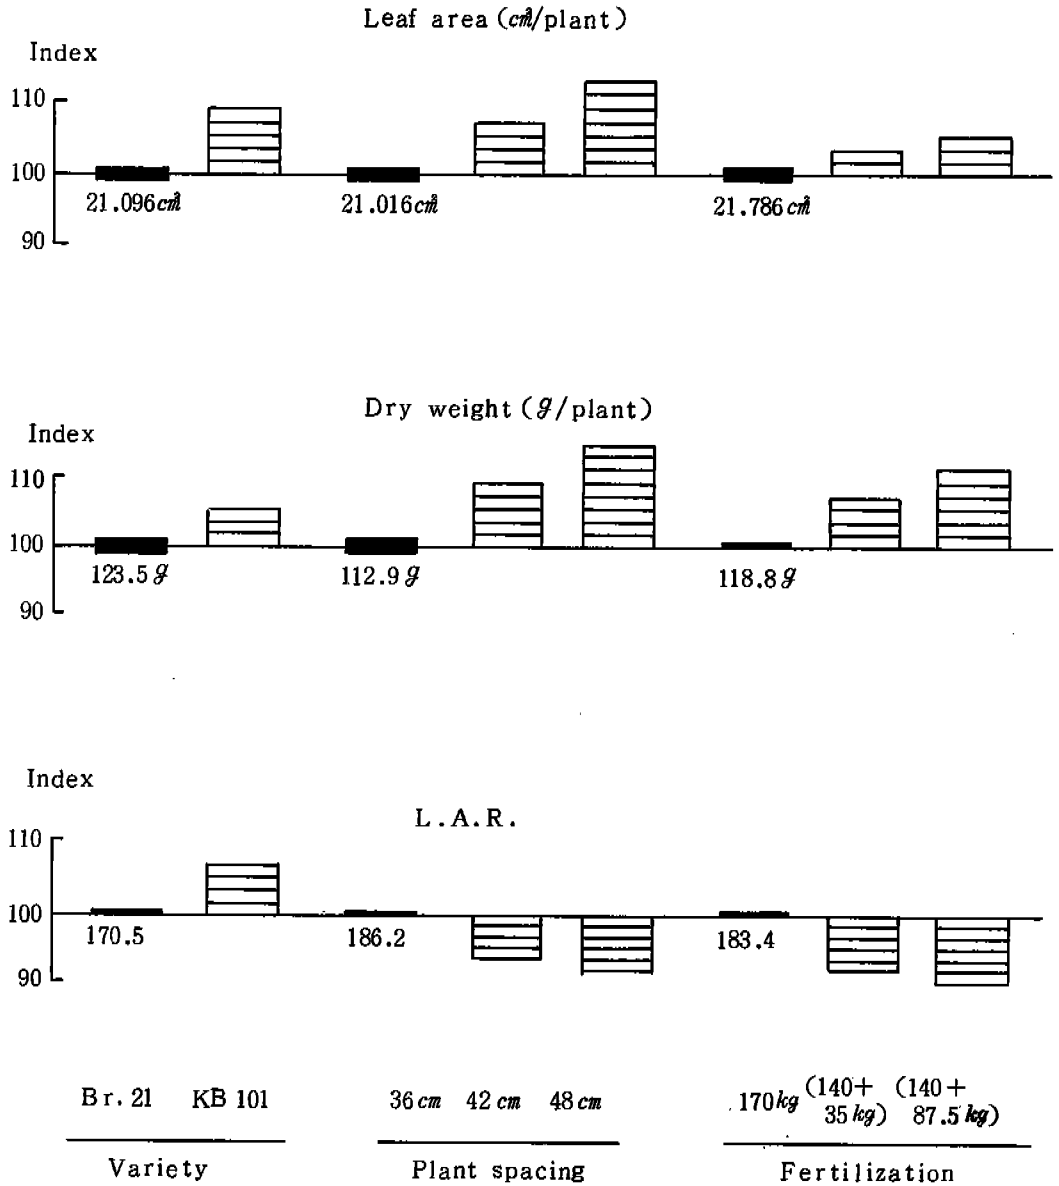 Leaf area (㎠/plant)
Index
110
100
21.096㎠ 21.016㎠ 21.786㎠
90
Dry weight (g/plant)
Index
110
100
123.5g 112.9g 118.8g
90
Index
L.A.R.
110
100
170.5 186.2 183.4
90
Br. 21 KB 101 36cm 42cm 48cm 170kg (140+ 35kg) (140+ 87.5kg)
Variety Plant spacing Fertilization